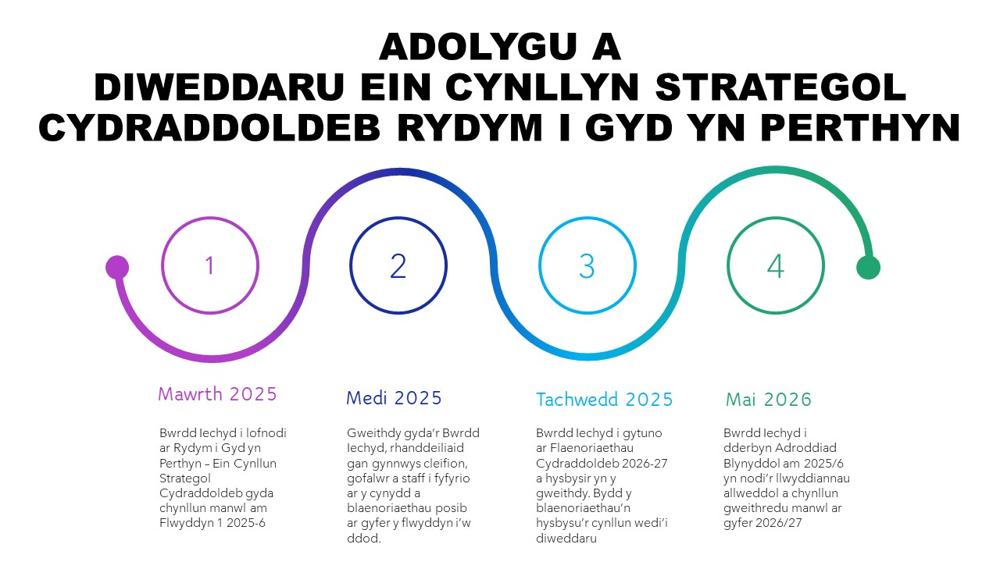 ADOLYGU A
DIWEDDARU EIN CYNLLYN STRATEGOL
CYDRADDOLDEB RYDYM I GYD YN PERTHYN
1
2
3
4
Mawrth 2025
Bwrdd Iechyd i lofnodi
ar Rydym i Gyd yn
Perthyn – Ein Cynllun
Strategol
Cydraddoldeb gyda
chynllun manwl am
Flwyddyn 1 2025-6
Medi 2025
Gweithdy gyda’r Bwrdd
Iechyd, rhanddeiliaid
gan gynnwys cleifion,
gofalwr a staff i fyfyrio
ar y cynydd a
blaenoriaethau posib
ar gyfer y flwyddyn i’w
ddod.
Tachwedd 2025
Bwrdd Iechyd i gytuno
ar Flaenoriaethau
Cydraddoldeb 2026-27
a hysbysir yn y
gweithdy. Bydd y
blaenoriaethau’n
hysbysu’r cynllun wedi’i
diweddaru
Mai 2026
Bwrdd Iechyd i
dderbyn Adroddiad
Blynyddol am 2025/6
yn nodi’r llwyddiannau
allweddol a chynllun
gweithredu manwl ar
gyfer 2026/27